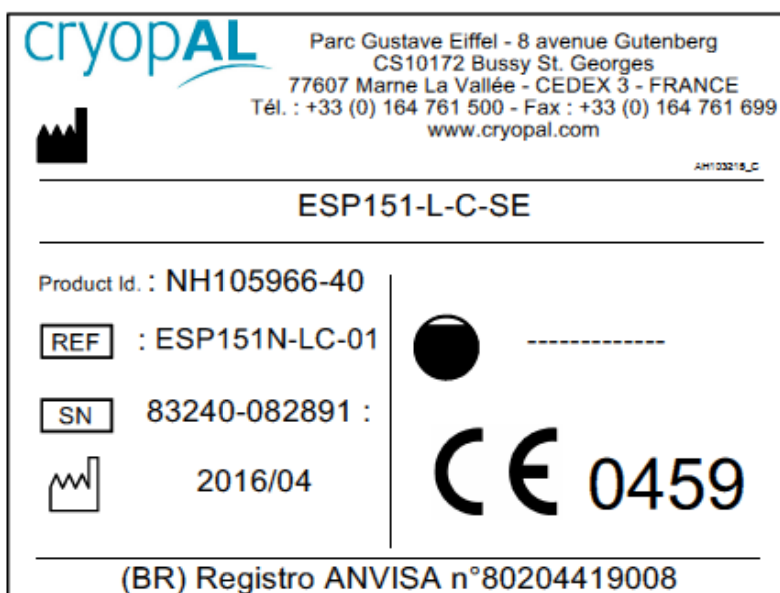 cryopAL
Parc Gustave Eiffel - 8 avenue Gutenberg
CS10172 Bussy St. Georges
77607 Marne La Vallée - CEDEX 3 - FRANCE
Tél. : +33 (0) 164 761 500 - Fax : +33 (0) 164 761 699
www.cryopal.com
AH103215_C
ESP151-L-C-SE
Product Id. : NH105966-40
REF : ESP151N-LC-01
SN 83240-082891 :
2016/04
-------------
CE 0459
(BR) Registro ANVISA n°80204419008